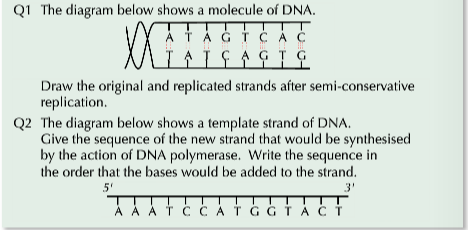 Q1 The diagram below shows a molecule of DNA.
A T A G T C A C
T A T C A G T G
Draw the original and replicated strands after semi-conservative
replication.
Q2 The diagram below shows a template strand of DNA.
Give the sequence of the new strand that would be synthesised
by the action of DNA polymerase. Write the sequence in
the order that the bases would be added to the strand.
5' 3'
A A A T C C A T G G T A C T